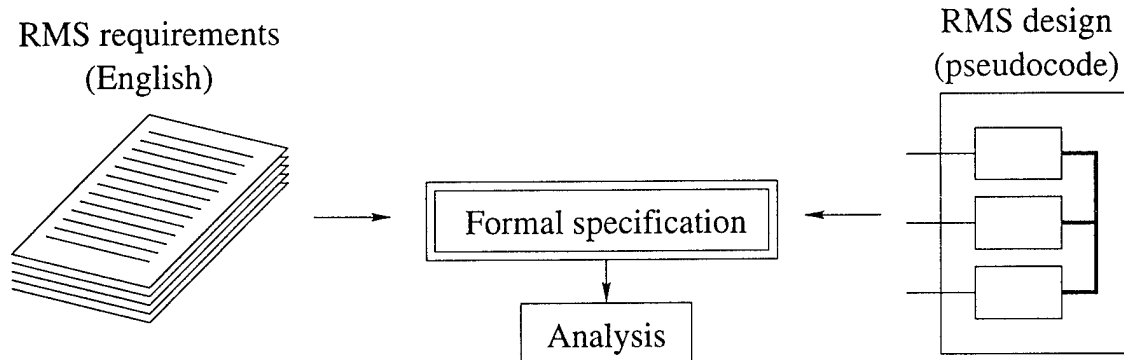 RMS requirements
(English)
RMS design
(pseudocode)
Formal specification
Analysis